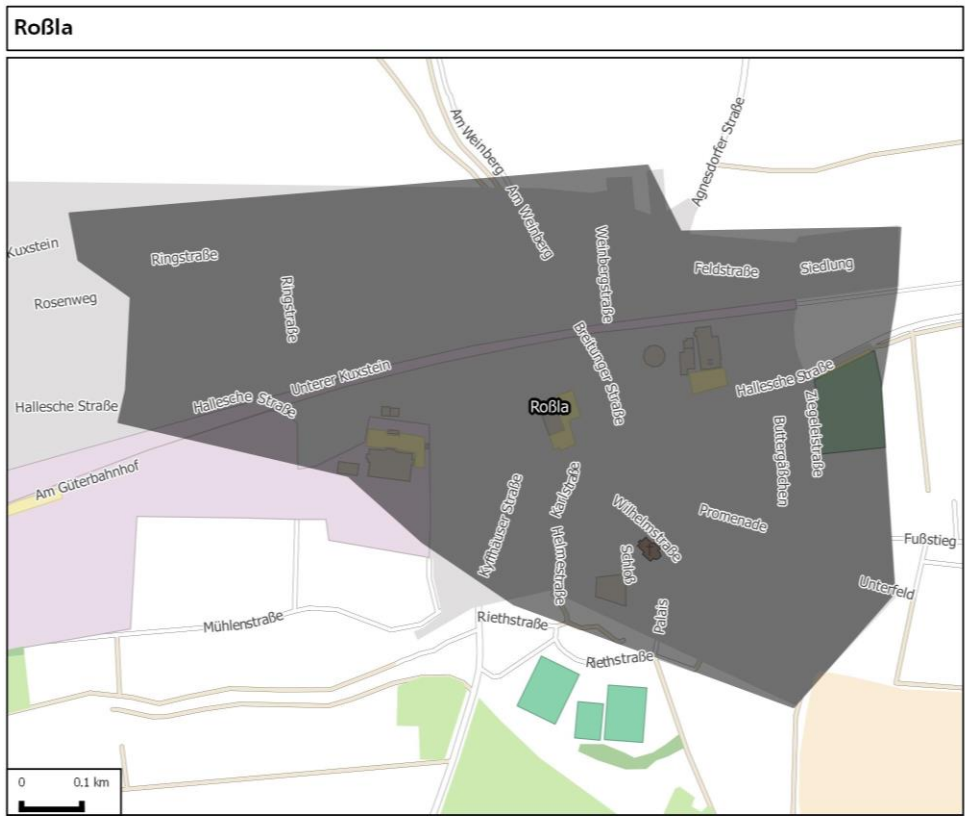 Roßla
Am Weinberg
Agnesdorfer Straße
Am Weinberg
Kuxstein
Ringstraße
Weinbergstraße
Feldstraße
Siedlung
Rosenweg
Ringstraße
Breitunger Straße
Unterer Kuxstein
Hallesche Straße
Hallesche Straße
Hallesche Straße
Roßla
Ziegeleistraße
Buttergäßchen
Am Güterbahnhof
Kyffhäuser Straße
Karlstraße
Wilhelmstraße
Promenade
Helmestraße
Schloß
Fußstieg
Unterfeld
Palais
Mühlenstraße
Riethstraße
Riethstraße
0 0.1 km